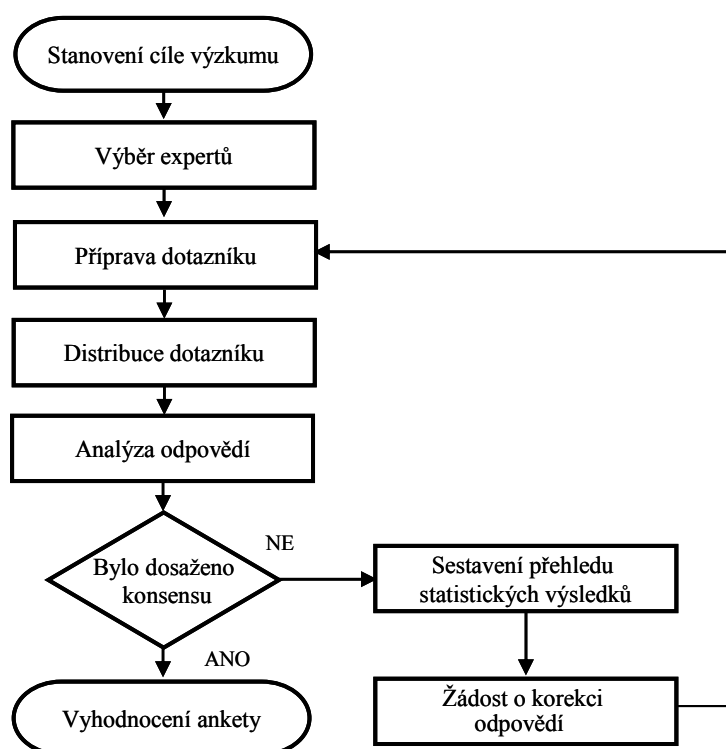 Stanovení cíle výzkumu
Výběr expertů
Příprava dotazníku
Distribuce dotazníku
Analýza odpovědí
Bylo dosaženo
konsensu
NE
Sestavení přehledu
statistických výsledků
ANO
Žádost o korekci
odpovědí
Vyhodnocení ankety